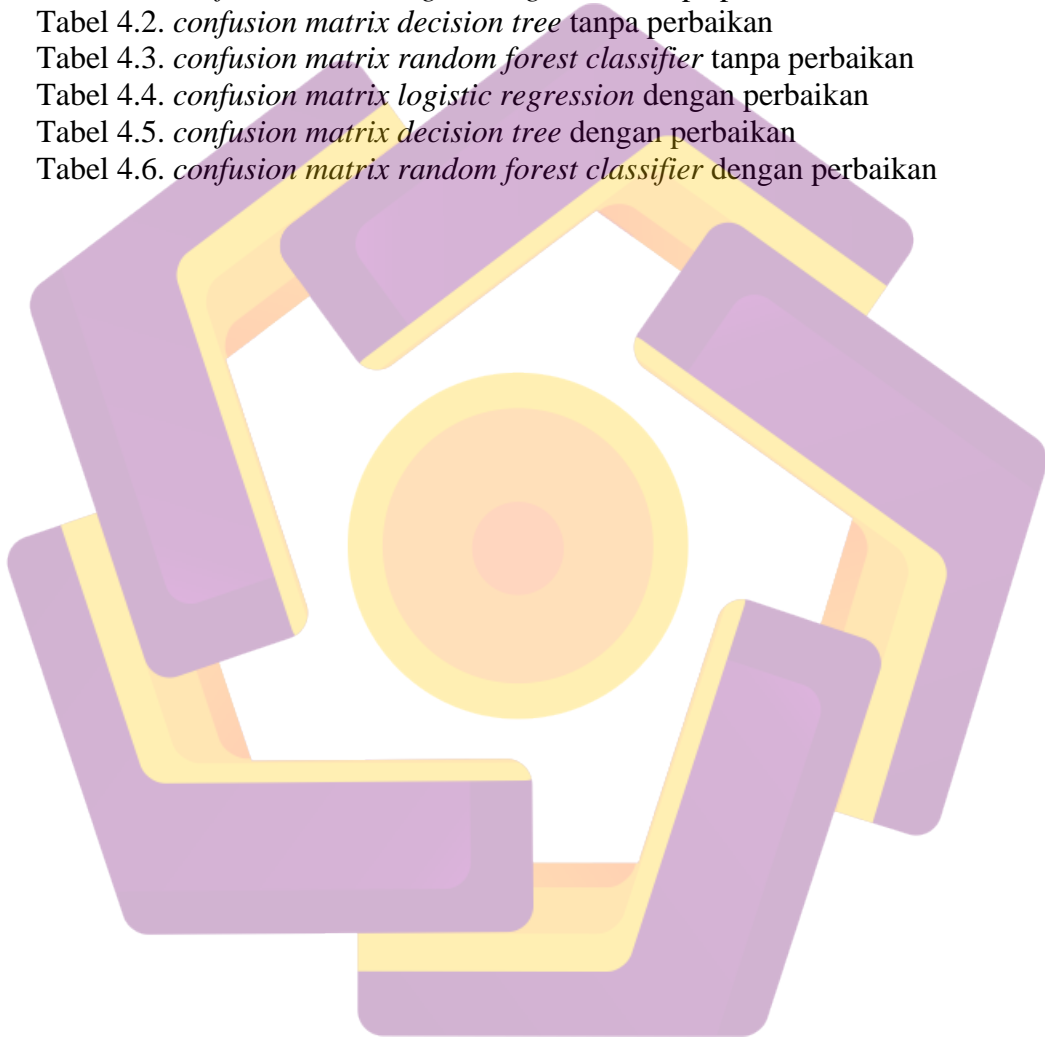 Tabel 4.2. confusion matrix decision tree tanpa perbaikan
Tabel 4.3. confusion matrix random forest classifier tanpa perbaikan
Tabel 4.4. confusion matrix logistic regression dengan perbaikan
Tabel 4.5. confusion matrix decision tree dengan perbaikan
Tabel 4.6. confusion matrix random forest classifier dengan perbaikan